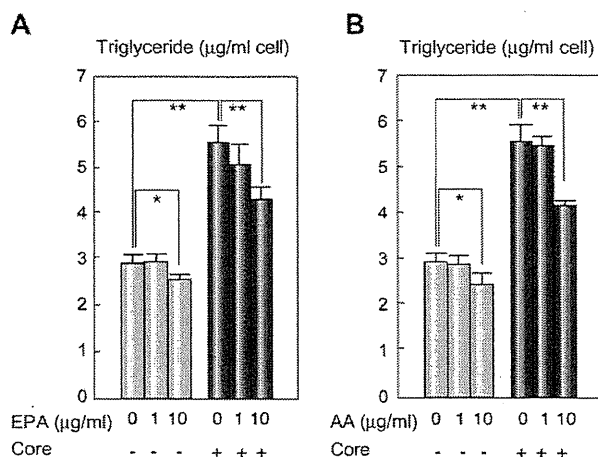 A
Triglyceride (μg/ml cell)
7
6
5
4
3
2
1
0
** **
*
EPA (μg/ml) 0 1 10 0 1 10
Core - - - + + +
B
Triglyceride (μg/ml cell)
7
6
5
4
3
2
1
0
** **
*
AA (μg/ml) 0 1 10 0 1 10
Core - - - + + +